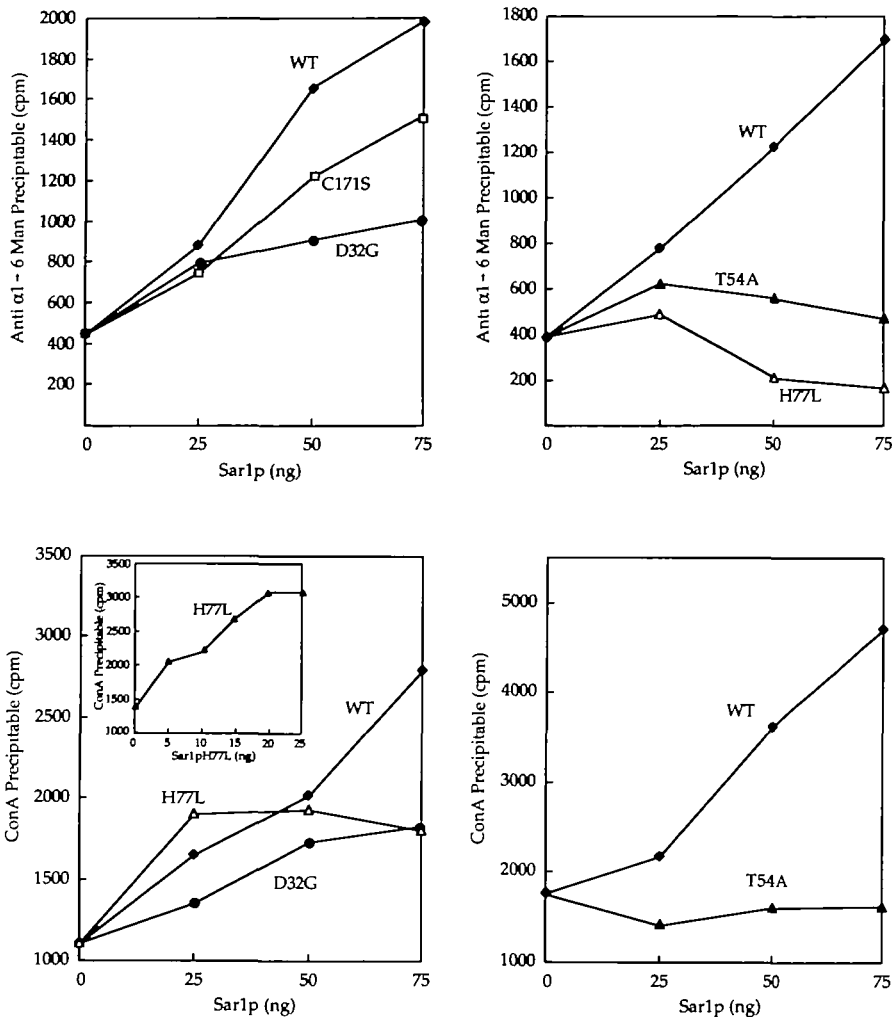 2000
1800
1600
1400
1200
1000
800
600
400
200
0
25
50
75
Anti α1 - 6 Man Precipitable (cpm)
WT
C171S
D32G
Sar1p (ng)
1800
1600
1400
1200
1000
800
600
400
200
0
25
50
75
Anti α1 - 6 Man Precipitable (cpm)
WT
T54A
H77L
Sar1p (ng)
3500
3000
2500
2000
1500
1000
0
25
50
75
ConA Precipitable (cpm)
3500
3000
2500
2000
1500
1000
0
5
10
15
20
25
ConA Precipitable (cpm)
H77L
Sar1pH77L (ng)
WT
H77L
D32G
Sar1p (ng)
5000
4000
3000
2000
1000
0
25
50
75
ConA Precipitable (cpm)
WT
T54A
Sar1p (ng)